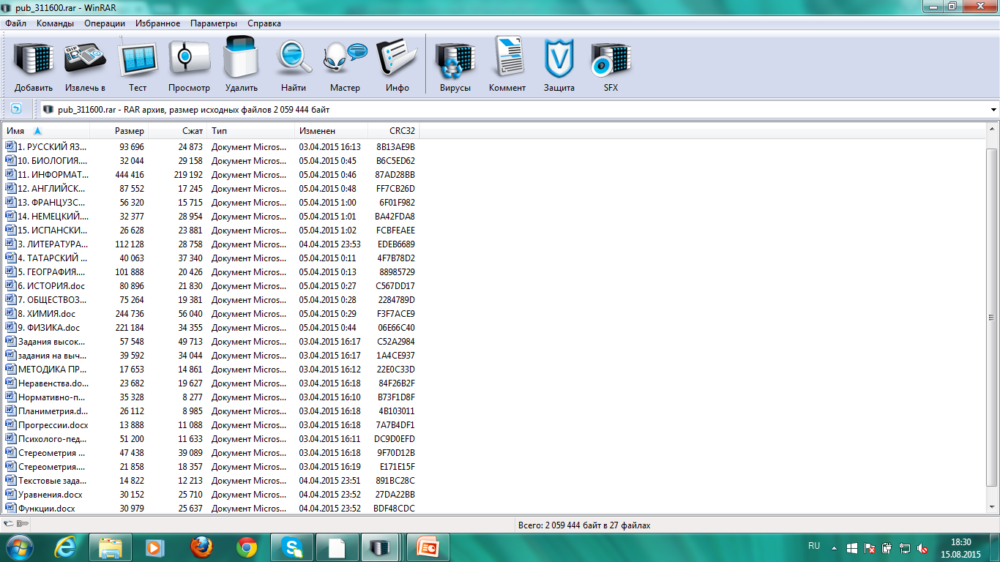 pub_311600.rar - WinRAR
Файл Команды Операции Избранное Параметры Справка
Добавить Извлечь в Тест Просмотр Удалить Найти Мастер Инфо Вирусы Коммент Защита SFX
pub_311600.rar - RAR архив, размер исходных файлов 2 059 444 байт
Имя Размер Сжат Тип Изменен CRC32
1. РУССКИЙ ЯЗ... 93 696 24 873 Документ Micros... 03.04.2015 16:13 8B13AE9B
10. БИОЛОГИЯ.... 32 044 29 158 Документ Micros... 05.04.2015 0:45 B6C5ED62
11. ИНФОРМАТ... 444 416 219 192 Документ Micros... 05.04.2015 0:46 87AD28BB
12. АНГЛИЙСК... 87 552 17 245 Документ Micros... 05.04.2015 0:48 FF7CB26D
13. ФРАНЦУЗС... 56 320 15 715 Документ Micros... 05.04.2015 1:00 6F01F982
14. НЕМЕЦКИЙ.... 32 377 28 954 Документ Micros... 05.04.2015 1:01 BA42FDA8
15. ИСПАНСКИ... 26 628 23 881 Документ Micros... 05.04.2015 1:02 FCBFEAEE
3. ЛИТЕРАТУРА... 112 128 28 758 Документ Micros... 04.04.2015 23:53 EDEB6689
4. ТАТАРСКИЙ ... 40 063 37 340 Документ Micros... 05.04.2015 0:11 4F7B78D2
5. ГЕОГРАФИЯ.... 101 888 20 426 Документ Micros... 05.04.2015 0:13 88985729
6. ИСТОРИЯ.doc 80 896 21 830 Документ Micros... 05.04.2015 0:27 C567DD17
7. ОБЩЕСТВОЗ... 75 264 19 381 Документ Micros... 05.04.2015 0:28 2284789D
8. ХИМИЯ.doc 244 736 56 040 Документ Micros... 05.04.2015 0:29 F3F7ACE9
9. ФИЗИКА.doc 221 184 34 355 Документ Micros... 05.04.2015 0:44 06E66C40
Задания высок... 57 548 49 713 Документ Micros... 03.04.2015 16:17 C52A2984
задания на выч... 39 592 34 044 Документ Micros... 03.04.2015 16:17 1A4CE937
МЕТОДИКА ПР... 17 653 14 861 Документ Micros... 03.04.2015 16:12 22E0C33D
Неравенства.do... 23 682 19 627 Документ Micros... 03.04.2015 16:18 84F26B2F
Нормативно-п... 35 328 8 277 Документ Micros... 03.04.2015 16:10 B73F1D8F
Планиметрия.d... 26 112 8 985 Документ Micros... 03.04.2015 16:18 4B103011
Прогрессии.docx 13 888 11 088 Документ Micros... 03.04.2015 16:18 7A7B4DF1
Психолого-пед... 51 200 11 633 Документ Micros... 03.04.2015 16:11 DC9D0EFD
Стереометрия ... 47 438 39 089 Документ Micros... 03.04.2015 16:18 9F70D12B
Стереометрия.... 21 858 18 357 Документ Micros... 03.04.2015 16:19 E171E15F
Текстовые зада... 14 822 12 213 Документ Micros... 04.04.2015 23:51 891BC28C
Уравнения.docx 30 152 25 710 Документ Micros... 04.04.2015 23:52 27DA22BB
Функции.docx 30 979 25 637 Документ Micros... 04.04.2015 23:52 BDF48CDC
Всего: 2 059 444 байт в 27 файлах
RU
18:30
15.08.2015